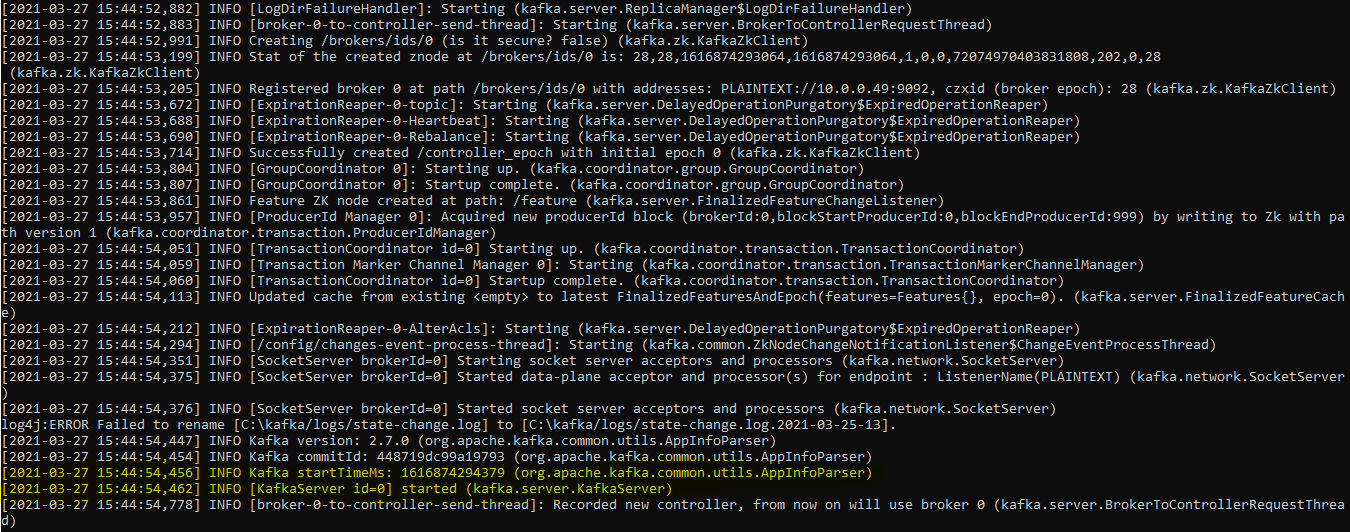 [2021-03-27 15:44:52,882] INFO [LogDirFailureHandler]: Starting (kafka.server.ReplicaManager$LogDirFailureHandler)
[2021-03-27 15:44:52,883] INFO [broker-0-to-controller-send-thread]: Starting (kafka.server.BrokerToControllerRequestThread)
[2021-03-27 15:44:52,991] INFO Creating /brokers/ids/0 (is it secure? false) (kafka.zk.KafkaZkClient)
[2021-03-27 15:44:53,199] INFO Stat of the created znode at /brokers/ids/0 is: 28,28,1616874293064,1616874293064,1,0,0,72074970403831808,202,0,28
(kafka.zk.KafkaZkClient)
[2021-03-27 15:44:53,205] INFO Registered broker 0 at path /brokers/ids/0 with addresses: PLAINTEXT://10.0.0.49:9092, czxid (broker epoch): 28 (kafka.zk.KafkaZkClient)
[2021-03-27 15:44:53,672] INFO [ExpirationReaper-0-topic]: Starting (kafka.server.DelayedOperationPurgatory$ExpiredOperationReaper)
[2021-03-27 15:44:53,688] INFO [ExpirationReaper-0-Heartbeat]: Starting (kafka.server.DelayedOperationPurgatory$ExpiredOperationReaper)
[2021-03-27 15:44:53,690] INFO [ExpirationReaper-0-Rebalance]: Starting (kafka.server.DelayedOperationPurgatory$ExpiredOperationReaper)
[2021-03-27 15:44:53,714] INFO Successfully created /controller_epoch with initial epoch 0 (kafka.zk.KafkaZkClient)
[2021-03-27 15:44:53,804] INFO [GroupCoordinator 0]: Starting up. (kafka.coordinator.group.GroupCoordinator)
[2021-03-27 15:44:53,807] INFO [GroupCoordinator 0]: Startup complete. (kafka.coordinator.group.GroupCoordinator)
[2021-03-27 15:44:53,861] INFO Feature ZK node created at path: /feature (kafka.server.FinalizedFeatureChangeListener)
[2021-03-27 15:44:53,957] INFO [ProducerId Manager 0]: Acquired new producerId block (brokerId:0,blockStartProducerId:0,blockEndProducerId:999) by writing to Zk with pa
th version 1 (kafka.coordinator.transaction.ProducerIdManager)
[2021-03-27 15:44:54,051] INFO [TransactionCoordinator id=0] Starting up. (kafka.coordinator.transaction.TransactionCoordinator)
[2021-03-27 15:44:54,059] INFO [Transaction Marker Channel Manager 0]: Starting (kafka.coordinator.transaction.TransactionMarkerChannelManager)
[2021-03-27 15:44:54,060] INFO [TransactionCoordinator id=0] Startup complete. (kafka.coordinator.transaction.TransactionCoordinator)
[2021-03-27 15:44:54,113] INFO Updated cache from existing <empty> to latest FinalizedFeaturesAndEpoch(features=Features{}, epoch=0). (kafka.server.FinalizedFeatureCach
e)
[2021-03-27 15:44:54,212] INFO [ExpirationReaper-0-AlterAcls]: Starting (kafka.server.DelayedOperationPurgatory$ExpiredOperationReaper)
[2021-03-27 15:44:54,294] INFO [/config/changes-event-process-thread]: Starting (kafka.common.ZkNodeChangeNotificationListener$ChangeEventProcessThread)
[2021-03-27 15:44:54,351] INFO [SocketServer brokerId=0] Starting socket server acceptors and processors (kafka.network.SocketServer)
[2021-03-27 15:44:54,375] INFO [SocketServer brokerId=0] Started data-plane acceptor and processor(s) for endpoint : ListenerName(PLAINTEXT) (kafka.network.SocketServer
)
[2021-03-27 15:44:54,376] INFO [SocketServer brokerId=0] Started socket server acceptors and processors (kafka.network.SocketServer)
log4j:ERROR Failed to rename [C:\kafka/logs/state-change.log] to [C:\kafka/logs/state-change.log.2021-03-25-13].
[2021-03-27 15:44:54,447] INFO Kafka version: 2.7.0 (org.apache.kafka.common.utils.AppInfoParser)
[2021-03-27 15:44:54,454] INFO Kafka commitId: 448719dc99a19793 (org.apache.kafka.common.utils.AppInfoParser)
[2021-03-27 15:44:54,456] INFO Kafka startTimeMs: 1616874294379 (org.apache.kafka.common.utils.AppInfoParser)
[2021-03-27 15:44:54,462] INFO [KafkaServer id=0] started (kafka.server.KafkaServer)
[2021-03-27 15:44:54,778] INFO [broker-0-to-controller-send-thread]: Recorded new controller, from now on will use broker 0 (kafka.server.BrokerToControllerRequestThrea
d)